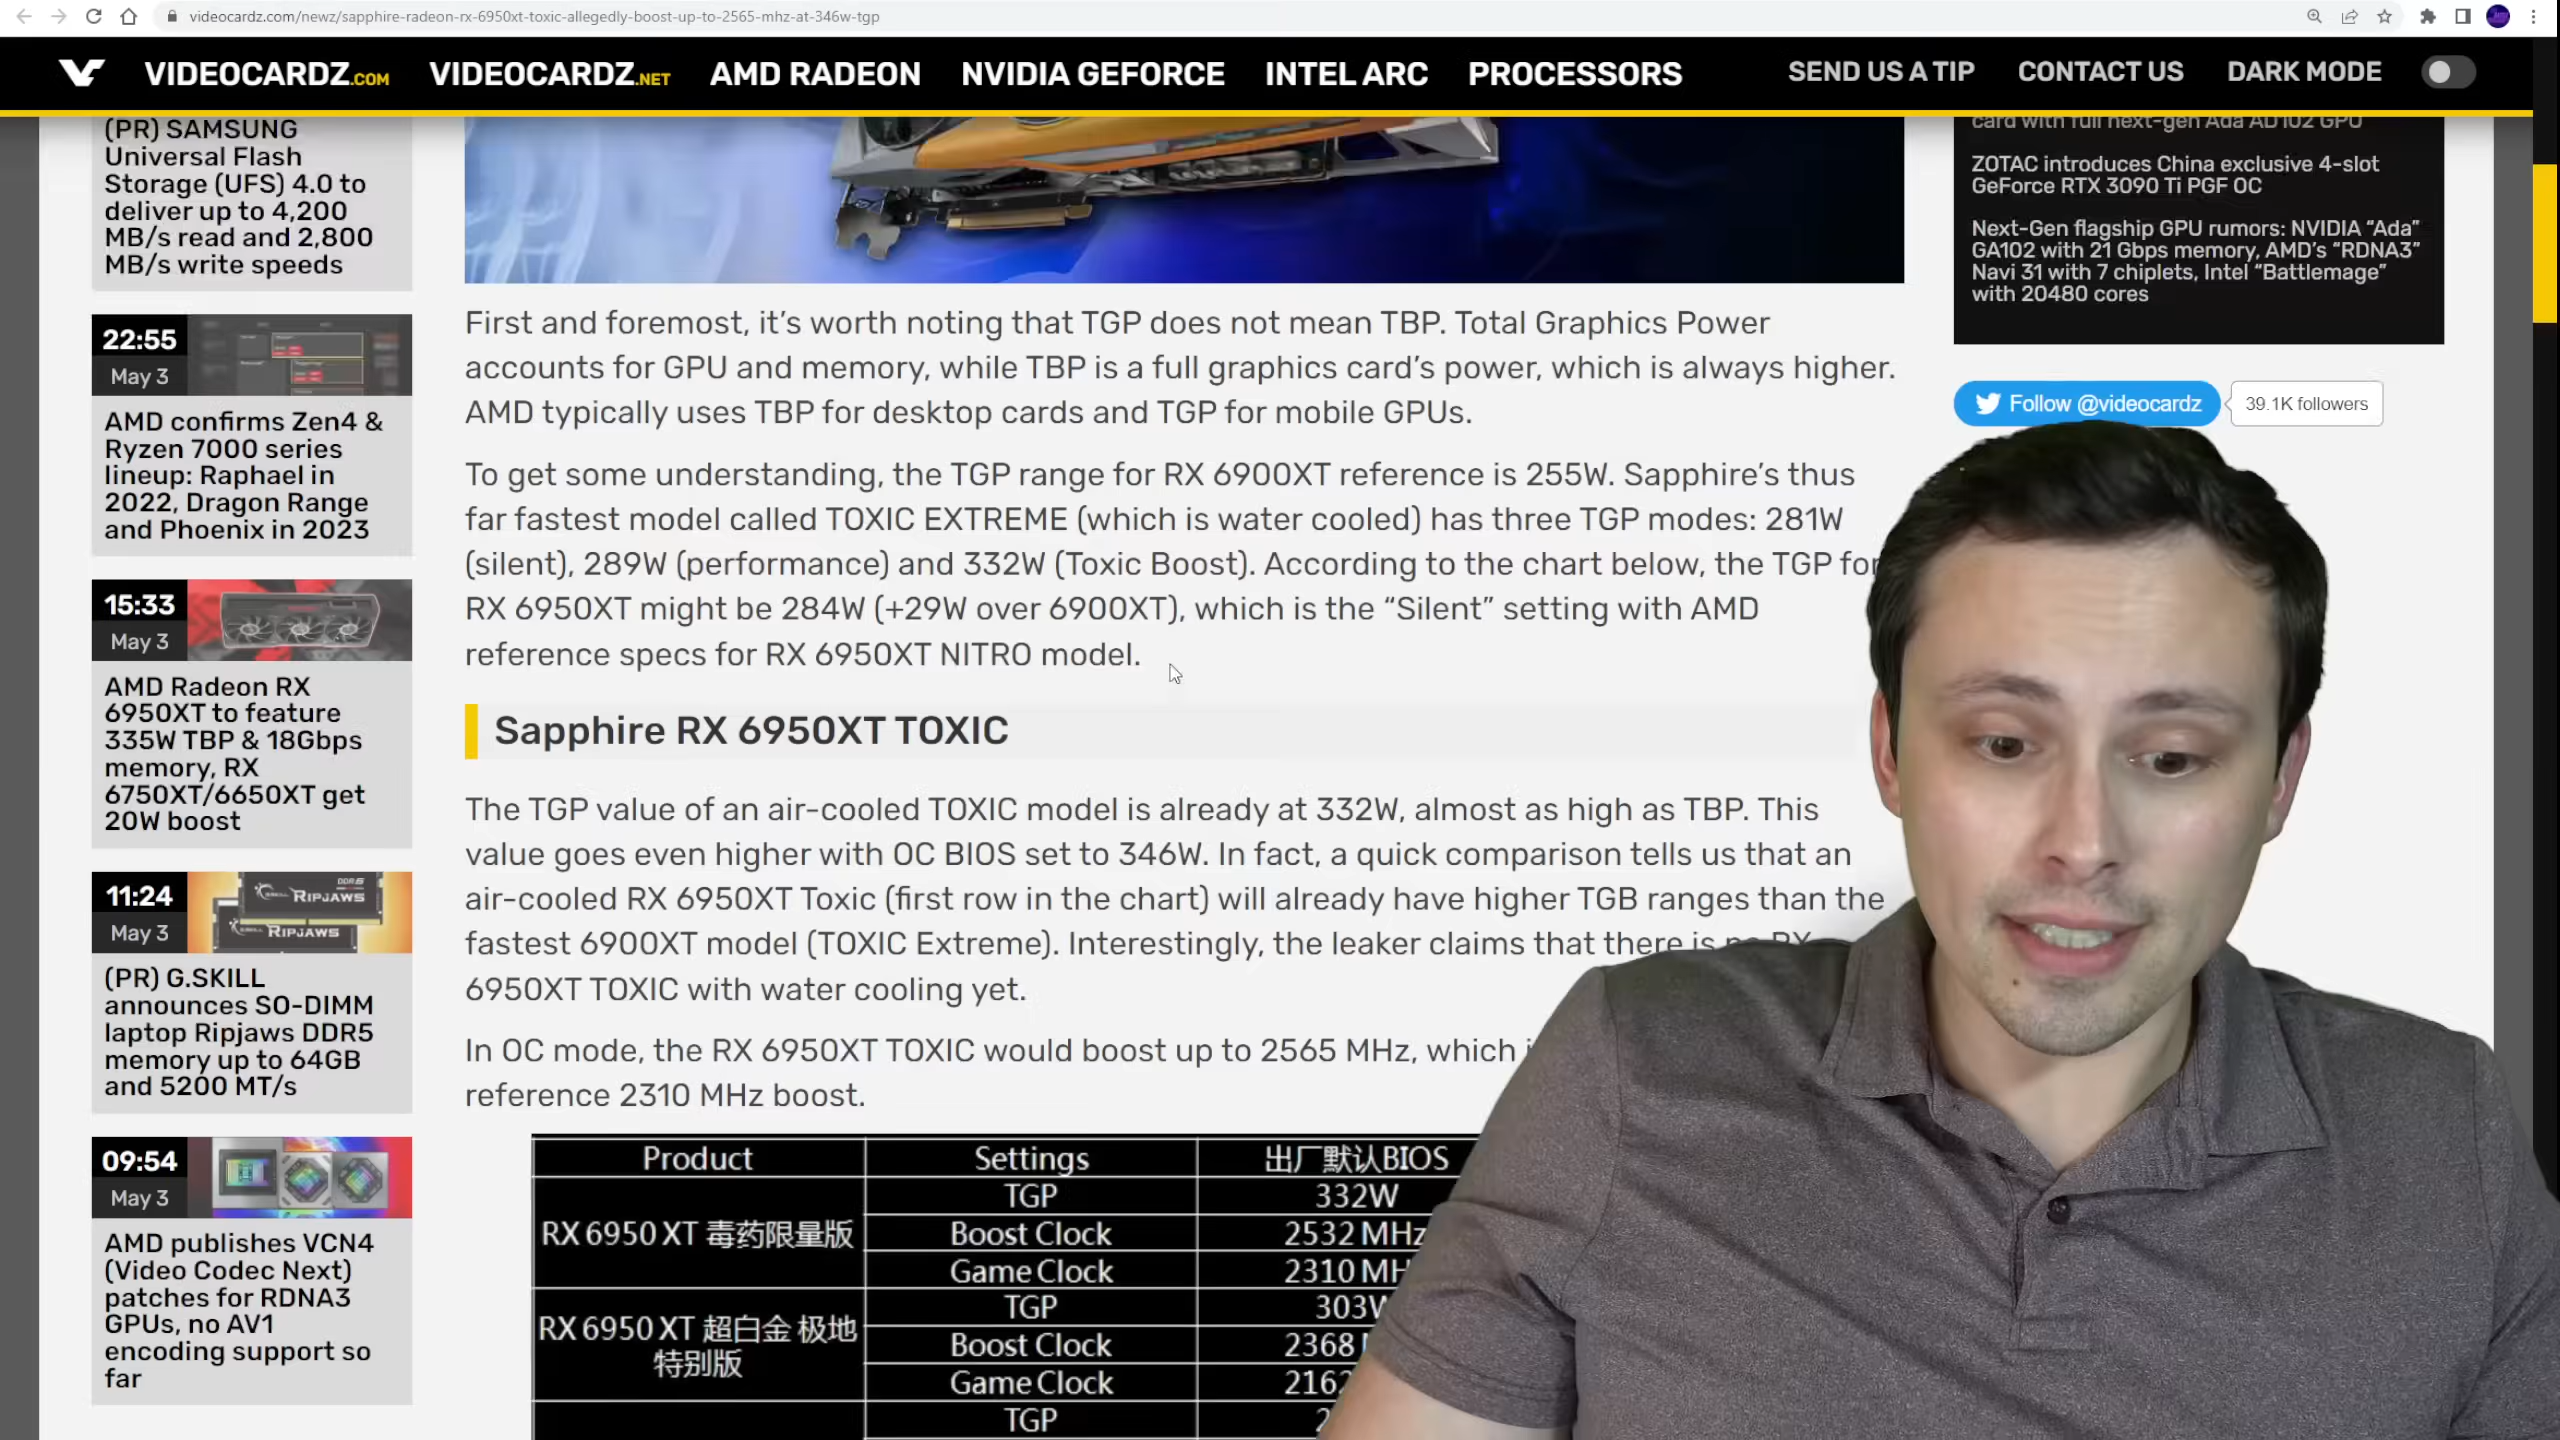 videocardz.com/newz/sapphire-radeon-rx-6950xt-toxic-allegedly-boost-up-to-2565-mhz-at-346w-tgp
VIDEOCARDZ.COM
VIDEOCARDZ.NET
AMD RADEON
NVIDIA GEFORCE
INTEL ARC
PROCESSORS
SEND US A TIP
CONTACT US
DARK MODE
(PR) SAMSUNG
Universal Flash
Storage (UFS) 4.0 to
deliver up to 4,200
MB/s read and 2,800
MB/s write speeds
22:55
May 3
AMD confirms Zen4 &
Ryzen 7000 series
lineup: Raphael in
2022, Dragon Range
and Phoenix in 2023
15:33
May 3
AMD Radeon RX
6950XT to feature
335W TBP & 18Gbps
memory, RX
6750XT/6650XT get
20W boost
11:24
May 3
DDR5
RIPJAWS
RIPJAWS
(PR) G.SKILL
announces SO-DIMM
laptop Ripjaws DDR5
memory up to 64GB
and 5200 MT/s
09:54
May 3
AMD publishes VCN4
(Video Codec Next)
patches for RDNA3
GPUs, no AV1
encoding support so
far
First and foremost, it's worth noting that TGP does not mean TBP. Total Graphics Power
accounts for GPU and memory, while TBP is a full graphics card's power, which is always higher.
AMD typically uses TBP for desktop cards and TGP for mobile GPUs.
To get some understanding, the TGP range for RX 6900XT reference is 255W. Sapphire's thus
far fastest model called TOXIC EXTREME (which is water cooled) has three TGP modes: 281W
(silent), 289W (performance) and 332W (Toxic Boost). According to the chart below, the TGP for
RX 6950XT might be 284W (+29W over 6900XT), which is the “Silent” setting with AMD
reference specs for RX 6950XT NITRO model.
Sapphire RX 6950XT TOXIC
The TGP value of an air-cooled TOXIC model is already at 332W, almost as high as TBP. This
value goes even higher with OC BIOS set to 346W. In fact, a quick comparison tells us that an
air-cooled RX 6950XT Toxic (first row in the chart) will already have higher TGB ranges than the
fastest 6900XT model (TOXIC Extreme). Interestingly, the leaker claims that there is no RX
6950XT TOXIC with water cooling yet.
In OC mode, the RX 6950XT TOXIC would boost up to 2565 MHz, which
reference 2310 MHz boost.
Product Settings 出厂默认BIOS
RX 6950 XT 毒药限量版
TGP 332W
Boost Clock 2532 MHz
Game Clock 2310 MH
RX 6950 XT 超白金 极地
特别版
TGP 303W
Boost Clock 2368
Game Clock 2162
TGP
card with full next-gen Ada AD102 GPU
ZOTAC introduces China exclusive 4-slot
GeForce RTX 3090 Ti PGF OC
Next-Gen flagship GPU rumors: NVIDIA “Ada”
GA102 with 21 Gbps memory, AMD's “RDNA3”
Navi 31 with 7 chiplets, Intel “Battlemage”
with 20480 cores
Follow @videocardz
39.1K followers